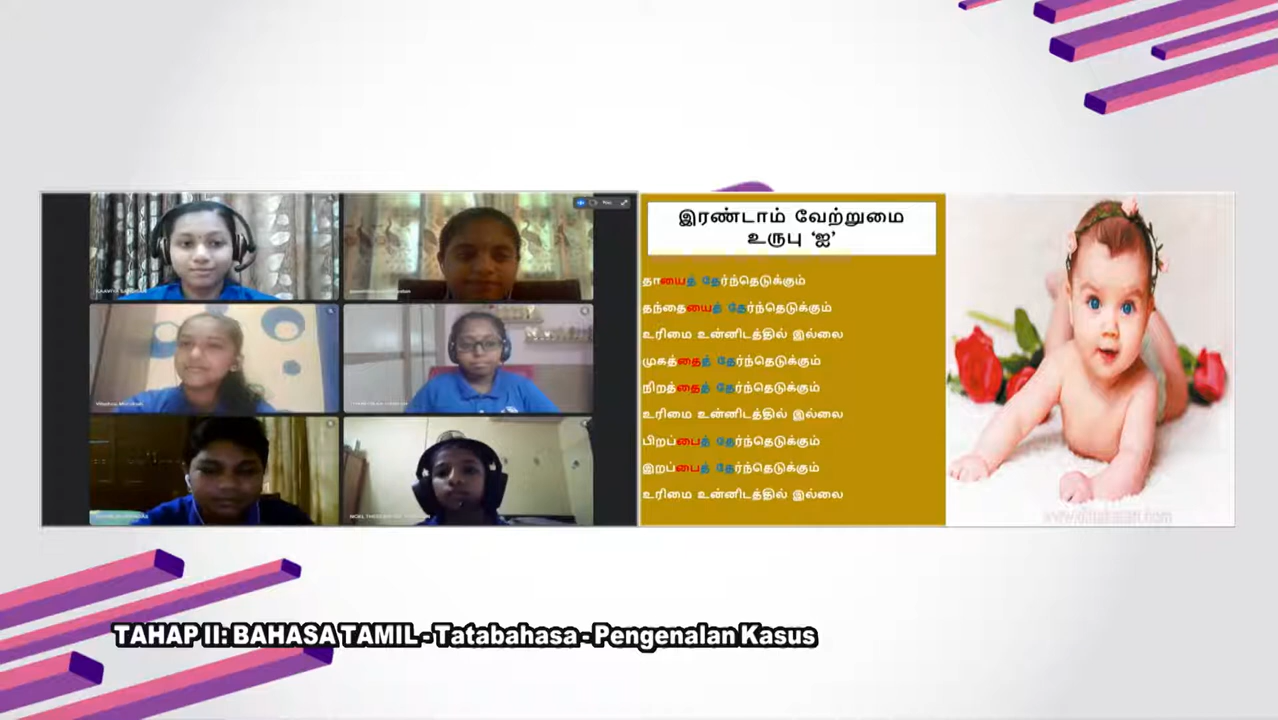 இரண்டாம் வேற்றுமை
உருபு ‘ஐ’
தாயைத் தேர்ந்தெடுக்கும்
தந்தையைத் தேர்ந்தெடுக்கும்
உரிமை உன்னிடத்தில் இல்லை
முகத்தைத் தேர்ந்தெடுக்கும்
நிறத்தைத் தேர்ந்தெடுக்கும்
உரிமை உன்னிடத்தில் இல்லை
பிறப்பைத் தேர்ந்தெடுக்கும்
இறப்பைத் தேர்ந்தெடுக்கும்
உரிமை உன்னிடத்தில் இல்லை
TAHAP II: BAHASA TAMIL - Tatabahasa - Pengenalan Kasus